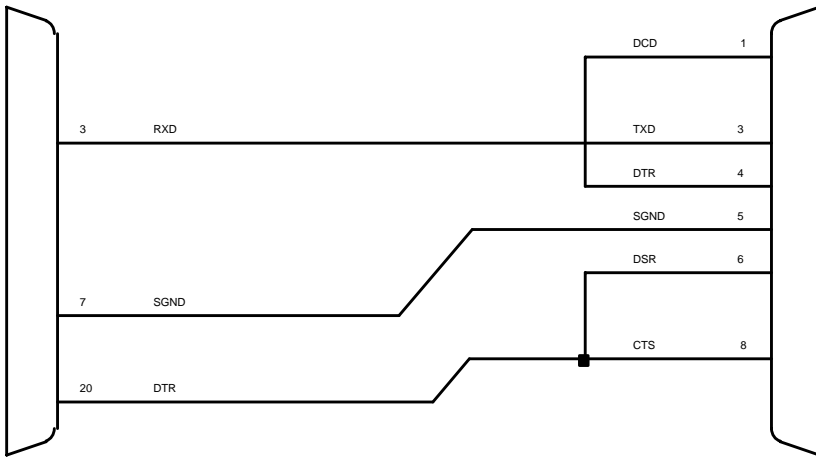 DCD 1
3 RXD TXD 3
DTR 4
SGND 5
DSR 6
7 SGND
CTS 8
20 DTR